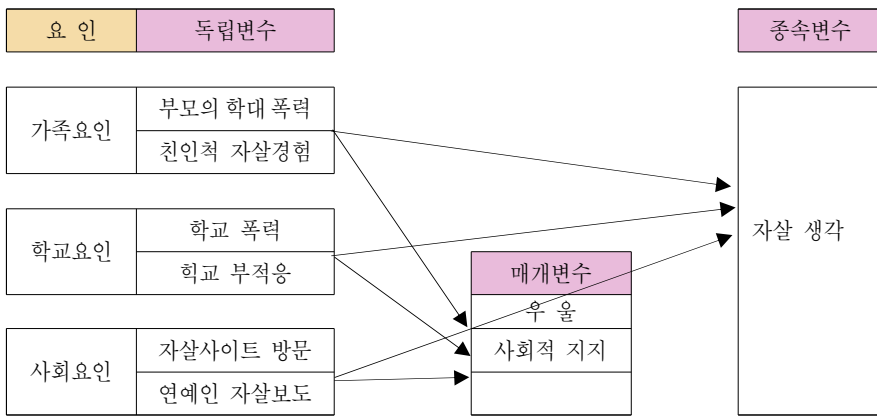 요 인
독립변수
종속변수
가족요인
부모의 학대 폭력
친인척 자살경험
학교요인
학교 폭력
힉교 부적응
자살 생각
매개변수
우 울
사회적 지지
사회요인
자살사이트 방문
연예인 자살보도